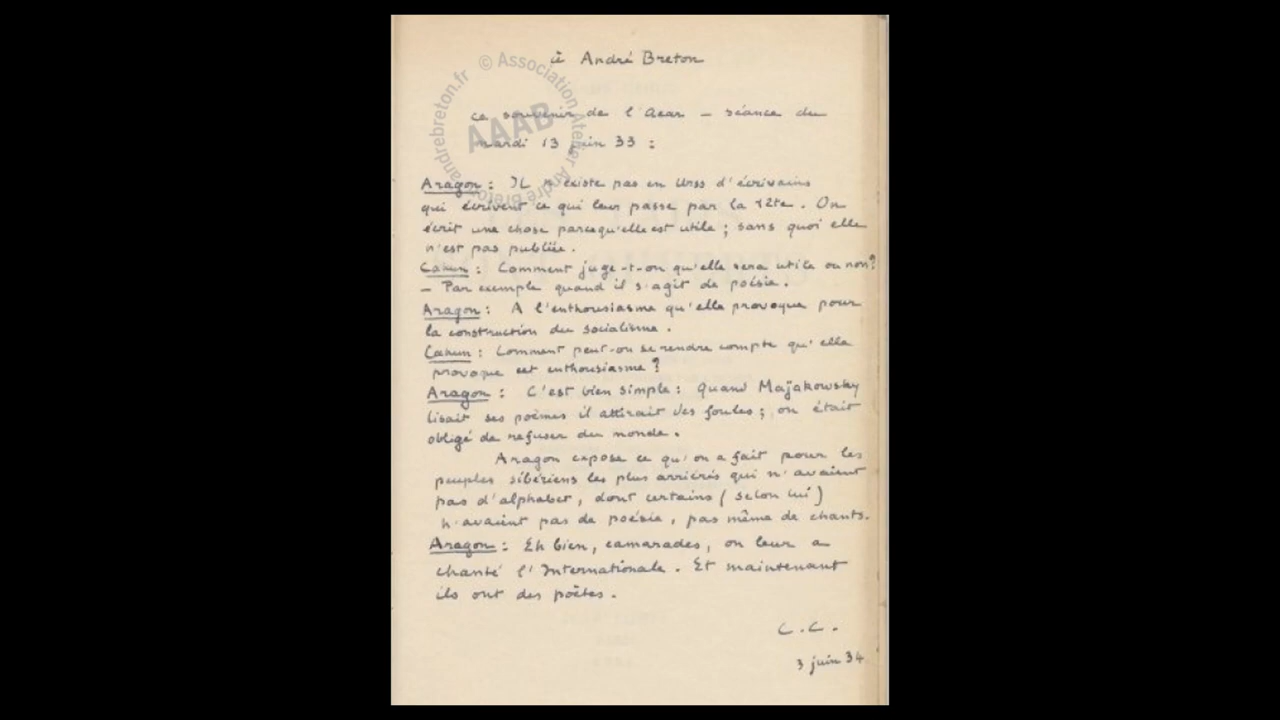 à André Breton
ce souvenir de l'Aear – séance du
mardi 13 juin 33 :
Aragon : Il n'existe pas en Urss d'écrivains
qui écrivent ce qui leur passe par la tête. On
écrit une chose parcequ'elle est utile ; sans quoi elle
n'est pas publiée.
Cahun : Comment juge-t-on qu'elle sera utile ou non?
– Par exemple quand il s'agit de poésie.
Aragon : A l'enthousiasme qu'elle provoque pour
la construction du socialisme.
Cahun : Comment peut-on se rendre compte qu'elle
provoque cet enthousiasme ?
Aragon : C'est bien simple : quand Majakowsky
lisait ses poèmes il attirait des foules ; on était
obligé de refuser du monde.
Aragon expose ce qu'on a fait pour les
peuples sibériens les plus arriérés qui n'avaient
pas d'alphabet, dont certains (selon lui)
n'avaient pas de poésie, pas même de chants.
Aragon : Eh bien, camarades, on leur a
chanté l'Internationale. Et maintenant
ils ont des poëtes.
C.C.
3 juin 34
© Association Atelier André Breton
andrebreton.fr
AAAB